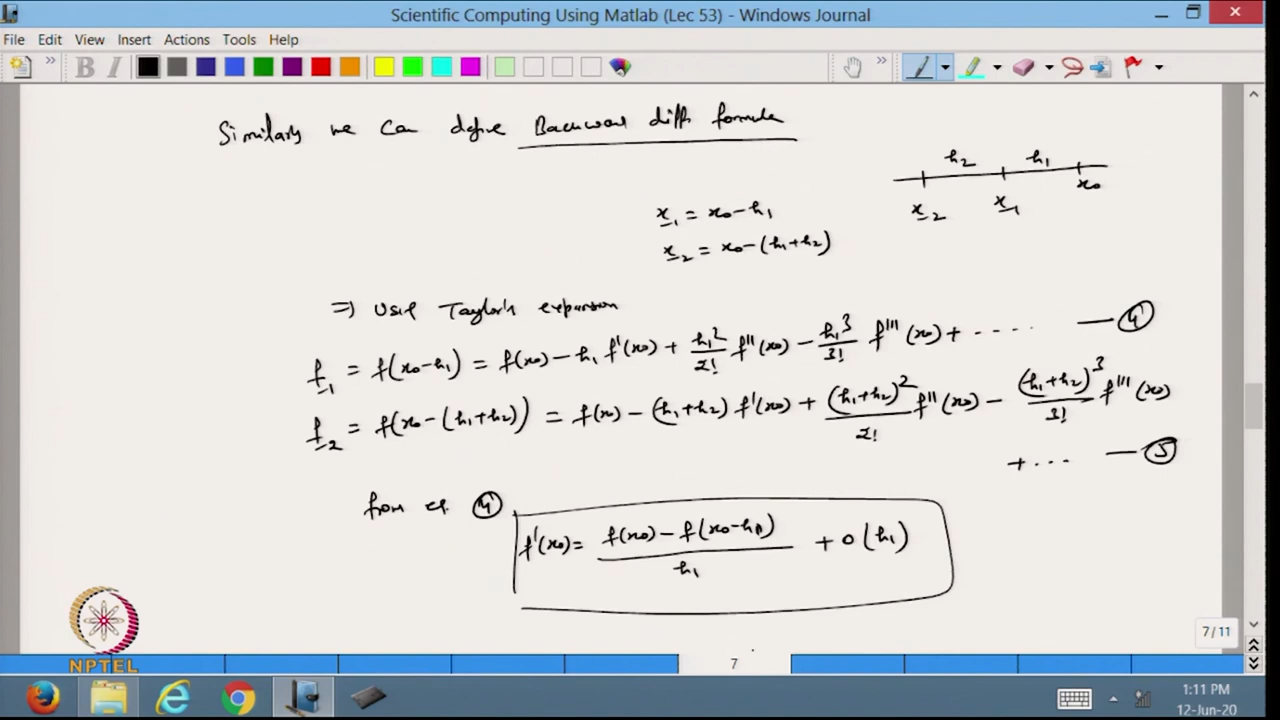 Scientific Computing Using Matlab (Lec 53) - Windows Journal
File Edit View Insert Actions Tools Help
Similarly we can define Backward diff formula
h₂ h₁
x₋₂ x₋₁ x₀
x₋₁ = x₀-h₁
x₋₂ = x₀-(h₁+h₂)
⇒ Using Taylor's expansion
f₋₁ = f(x₀-h₁) = f(x₀) - h₁ f'(x₀) + h₁²/2! f''(x₀) - h₁³/3! f'''(x₀) + ..... — ④
f₋₂ = f(x₀-(h₁+h₂)) = f(x₀) - (h₁+h₂) f'(x₀) + (h₁+h₂)²/2! f''(x₀) - (h₁+h₂)³/3! f'''(x₀)
+ ... — ⑤
from eq. ④
f'(x₀) = (f(x₀) - f(x₀-h₁))/h₁ + O(h₁)
7 / 11
NPTEL
7
1:11 PM
12-Jun-20